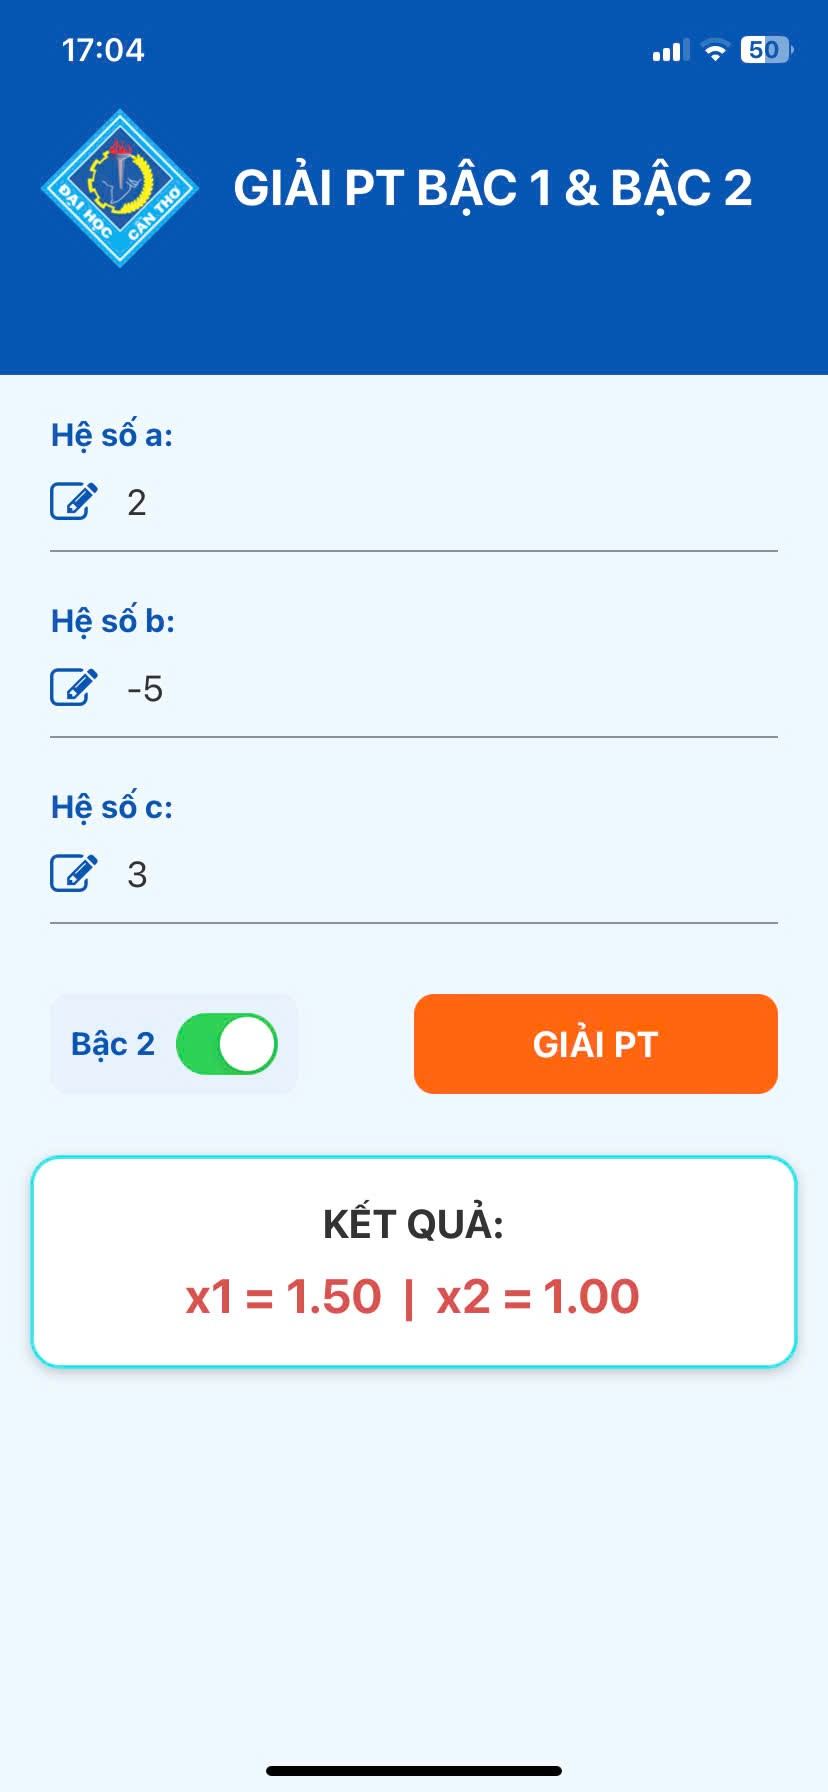 17:04
50
ĐẠI HỌC CẦN THƠ
GIẢI PT BẬC 1 & BẬC 2
Hệ số a:
2
Hệ số b:
-5
Hệ số c:
3
Bậc 2
GIẢI PT
KẾT QUẢ:
x1 = 1.50 | x2 = 1.00